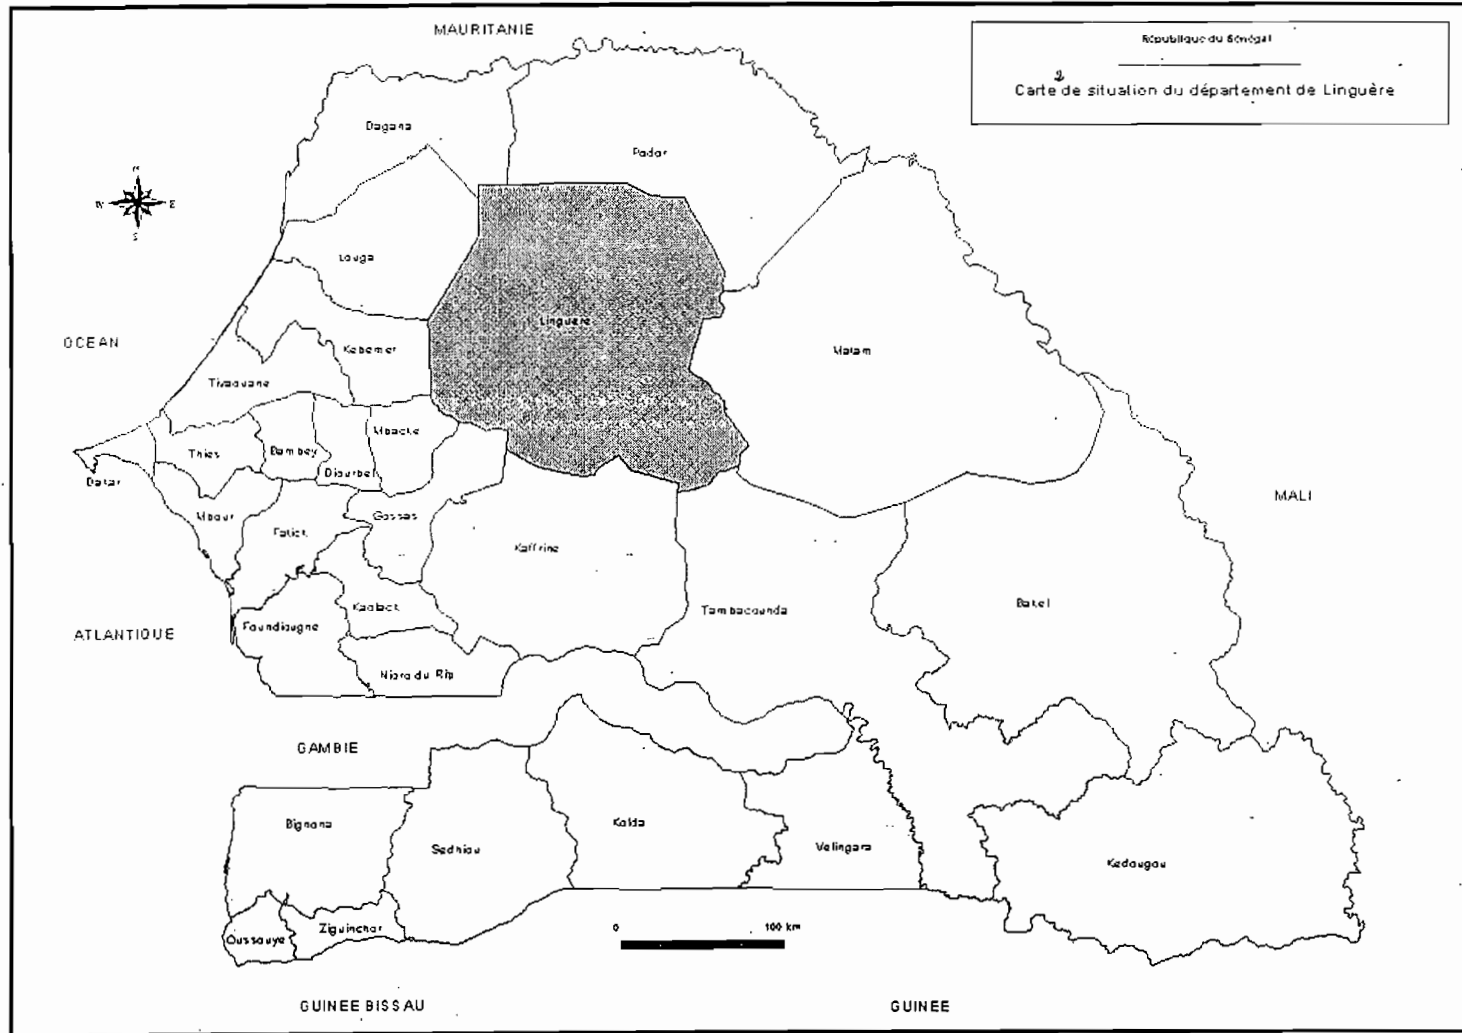 MAURITANIE
République du Sénégal
2
Carte de situation du département de Linguère
Dagana
Podor
N
W
E
S
Louga
Linguère
OCEAN
Kebemer
Matam
Tivaouane
Mbacke
Thies
Bambey
Diourbel
Dakar
MALI
Mbour
Gossas
Fatick
Kaffrine
Bakel
Kaolack
Tambacounda
Foundiougne
ATLANTIQUE
Nioro du Rip
GAMBIE
Bignona
Kolda
Sedhiou
Velingara
Kedougou
Ziguinchor
Oussouye
0
100 km
GUINEE BISSAU
GUINEE